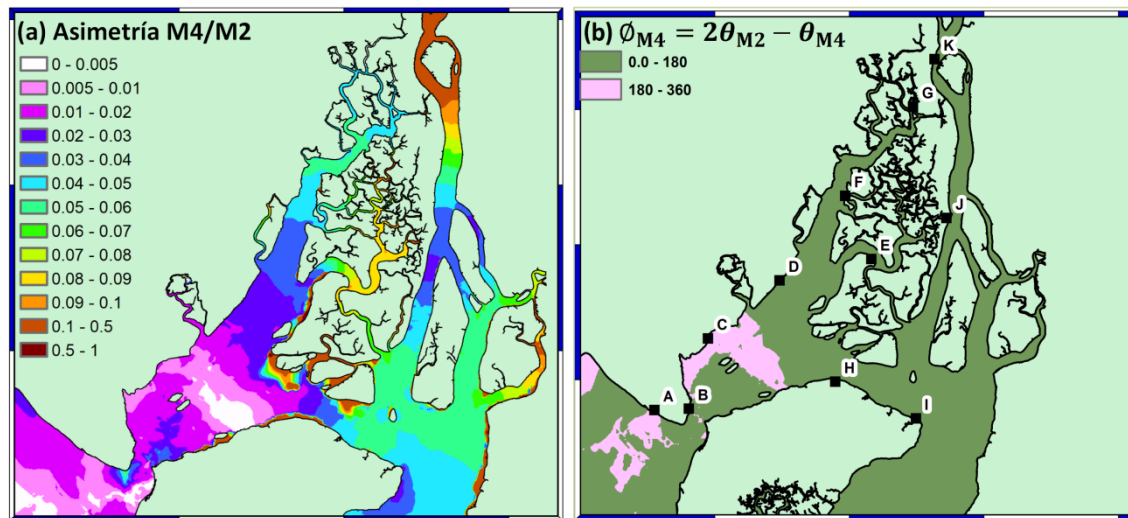 (a) Asimetría M4/M2
0 - 0.005
0.005 - 0.01
0.01 - 0.02
0.02 - 0.03
0.03 - 0.04
0.04 - 0.05
0.05 - 0.06
0.06 - 0.07
0.07 - 0.08
0.08 - 0.09
0.09 - 0.1
0.1 - 0.5
0.5 - 1
(b) ∅M4 = 2θM2 − θM4
0.0 - 180
180 - 360
K
G
F
J
E
D
C
H
A
B
I